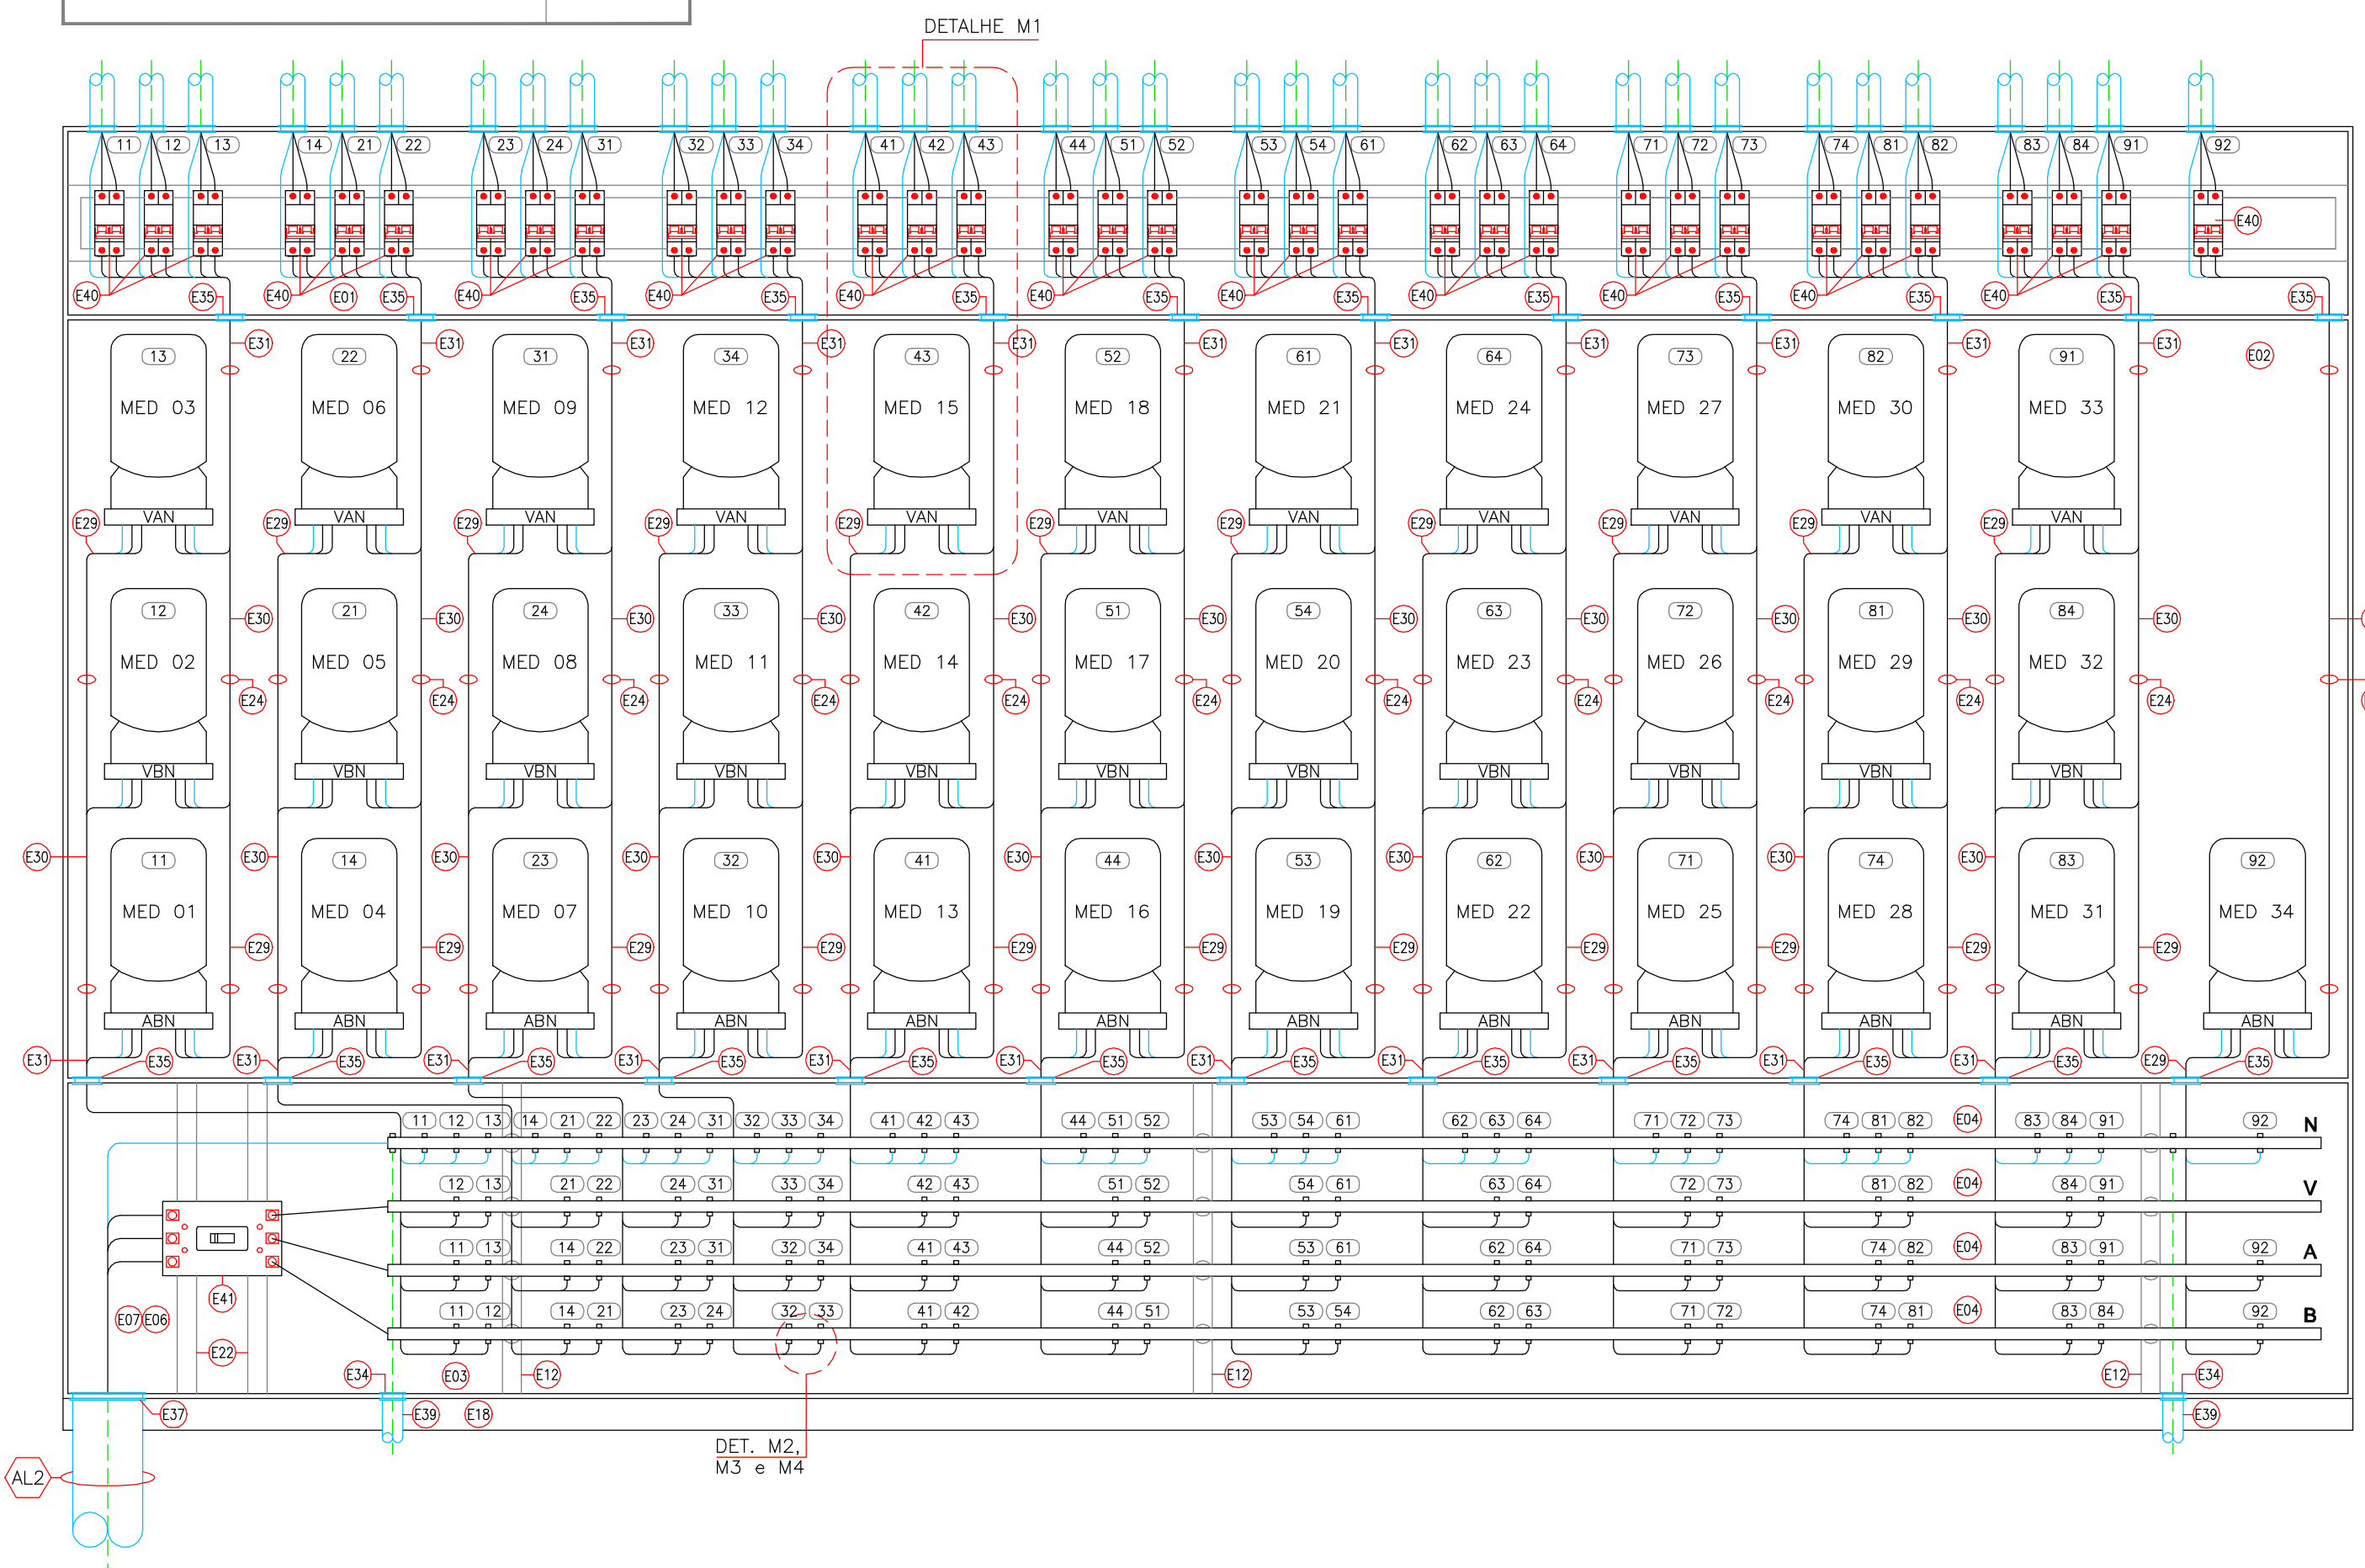 DETALHE M1
11 12 13 14 21 22 23 24 31 32 33 34 41 42 43 44 51 52 53 54 61 62 63 64 71 72 73 74 81 82 83 84 91 92
E40
E40 E35 E40 E01 E35 E40 E35 E40 E35 E40 E35 E40 E35 E40 E35 E40 E35 E40 E35 E40 E35 E40 E35 E35
E31 E31 E31 E31 E31 E31 E31 E31 E31 E31 E31
13 22 31 34 43 52 61 64 73 82 91 E02
MED 03 MED 06 MED 09 MED 12 MED 15 MED 18 MED 21 MED 24 MED 27 MED 30 MED 33
VAN VAN VAN VAN VAN VAN VAN VAN VAN VAN VAN
E29 E29 E29 E29 E29 E29 E29 E29 E29 E29 E29
12 21 24 33 42 51 54 63 72 81 84
E30 E30 E30 E30 E30 E30 E30 E30 E30 E30 E30
MED 02 MED 05 MED 08 MED 11 MED 14 MED 17 MED 20 MED 23 MED 26 MED 29 MED 32
E24 E24 E24 E24 E24 E24 E24 E24 E24 E24 E24
VBN VBN VBN VBN VBN VBN VBN VBN VBN VBN VBN
E30 11 E30 14 E30 23 E30 32 E30 41 E30 44 E30 53 E30 62 E30 71 E30 74 E30 83 92
MED 01 MED 04 MED 07 MED 10 MED 13 MED 16 MED 19 MED 22 MED 25 MED 28 MED 31 MED 34
E29 E29 E29 E29 E29 E29 E29 E29 E29 E29 E29
ABN ABN ABN ABN ABN ABN ABN ABN ABN ABN ABN ABN
E31 E35 E31 E35 E31 E35 E31 E35 E31 E35 E31 E35 E31 E35 E31 E35 E31 E35 E31 E35 E31 E35 E29 E35
11 12 13 14 21 22 23 24 31 32 33 34 41 42 43 44 51 52 53 54 61 62 63 64 71 72 73 74 81 82 E04 83 84 91 92 N
12 13 21 22 24 31 33 34 42 43 51 52 54 61 63 64 72 73 81 82 E04 84 91 V
11 13 14 22 23 31 32 34 41 43 44 52 53 61 62 64 71 73 74 82 E04 83 91 92 A
E41
11 12 14 21 23 24 32 33 41 42 44 51 53 54 62 63 71 72 74 81 E04 83 84 92 B
E07 E06
E22
E34 E03 E12 E12 E12 E34
E37 E39 E18 E39
DET. M2,
M3 e M4
AL2